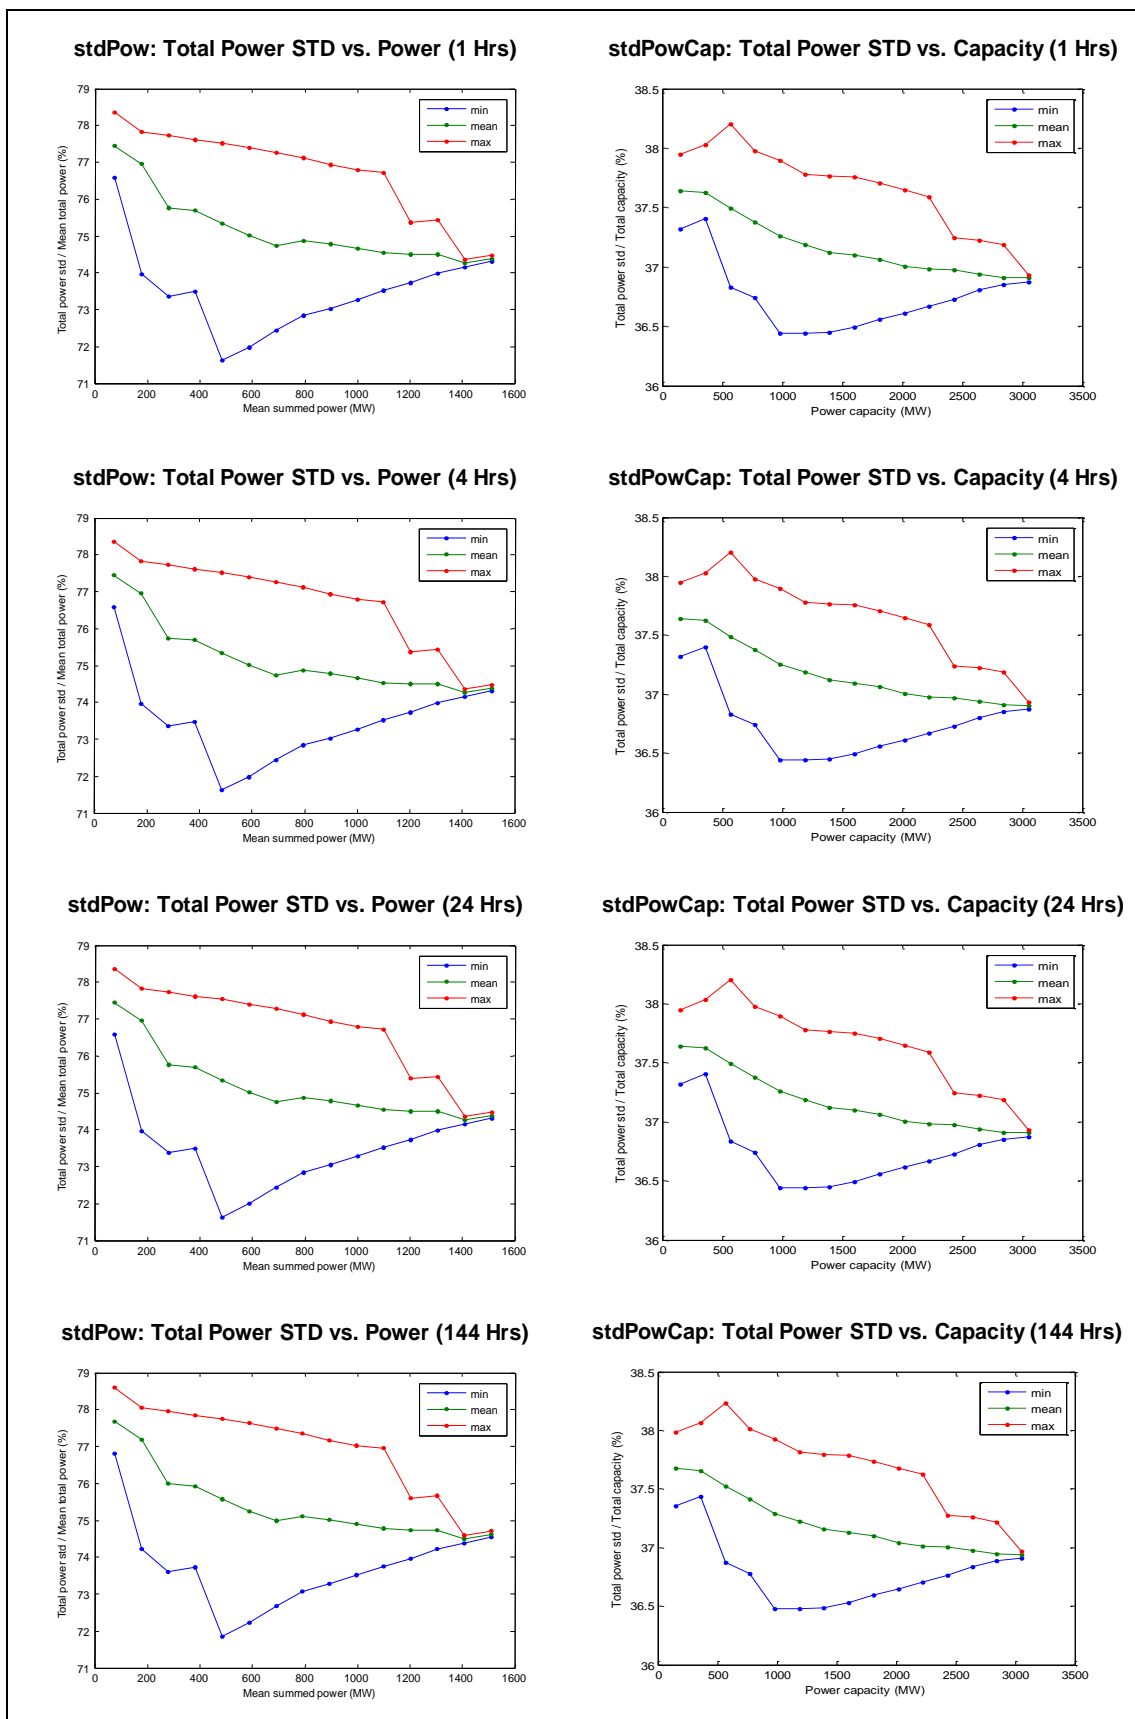 stdPow: Total Power STD vs. Power (1 Hrs)
79
78
77
76
75
74
73
72
71
0 200 400 600 800 1000 1200 1400 1600
Mean summed power (MW)
Total power std / Mean total power (%)
min
mean
max
stdPowCap: Total Power STD vs. Capacity (1 Hrs)
38.5
38
37.5
37
36.5
36
0 500 1000 1500 2000 2500 3000 3500
Power capacity (MW)
Total power std / Total capacity (%)
min
mean
max
stdPow: Total Power STD vs. Power (4 Hrs)
79
78
77
76
75
74
73
72
71
0 200 400 600 800 1000 1200 1400 1600
Mean summed power (MW)
Total power std / Mean total power (%)
min
mean
max
stdPowCap: Total Power STD vs. Capacity (4 Hrs)
38.5
38
37.5
37
36.5
36
0 500 1000 1500 2000 2500 3000 3500
Power capacity (MW)
Total power std / Total capacity (%)
min
mean
max
stdPow: Total Power STD vs. Power (24 Hrs)
79
78
77
76
75
74
73
72
71
0 200 400 600 800 1000 1200 1400 1600
Mean summed power (MW)
Total power std / Mean total power (%)
min
mean
max
stdPowCap: Total Power STD vs. Capacity (24 Hrs)
38.5
38
37.5
37
36.5
36
0 500 1000 1500 2000 2500 3000 3500
Power capacity (MW)
Total power std / Total capacity (%)
min
mean
max
stdPow: Total Power STD vs. Power (144 Hrs)
79
78
77
76
75
74
73
72
71
0 200 400 600 800 1000 1200 1400 1600
Mean summed power (MW)
Total power std / Mean total power (%)
min
mean
max
stdPowCap: Total Power STD vs. Capacity (144 Hrs)
38.5
38
37.5
37
36.5
36
0 500 1000 1500 2000 2500 3000 3500
Power capacity (MW)
Total power std / Total capacity (%)
min
mean
max